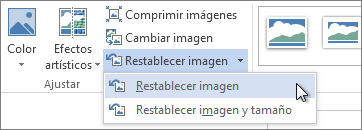 Color
Efectos
artísticos
Ajustar
Comprimir imágenes
Cambiar imagen
Restablecer imagen
Restablecer imagen
Restablecer imagen y tamaño